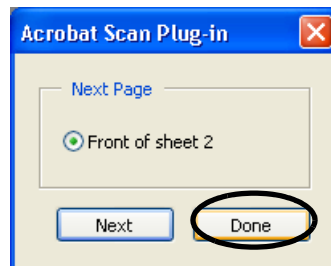 Acrobat Scan Plug-in
Next Page
Front of sheet 2
Next Done